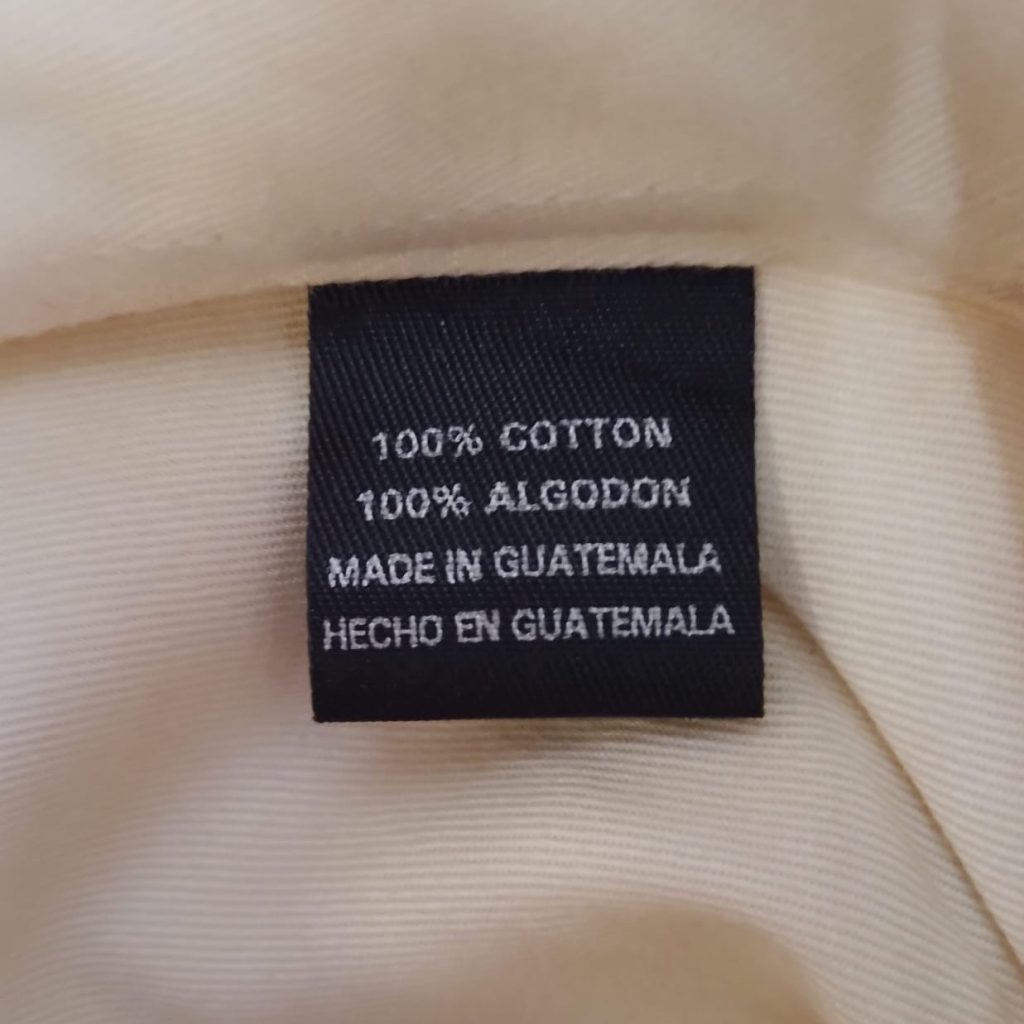 100% COTTON
100% ALGODON
MADE IN GUATEMALA
HECHO EN GUATEMALA